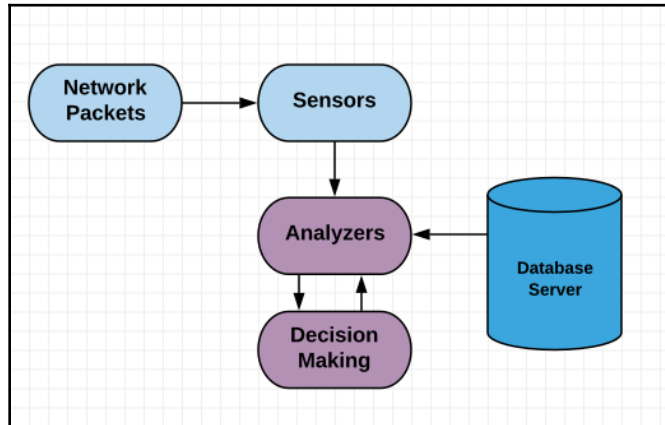 Network
Packets
Sensors
Analyzers
Database
Server
Decision
Making